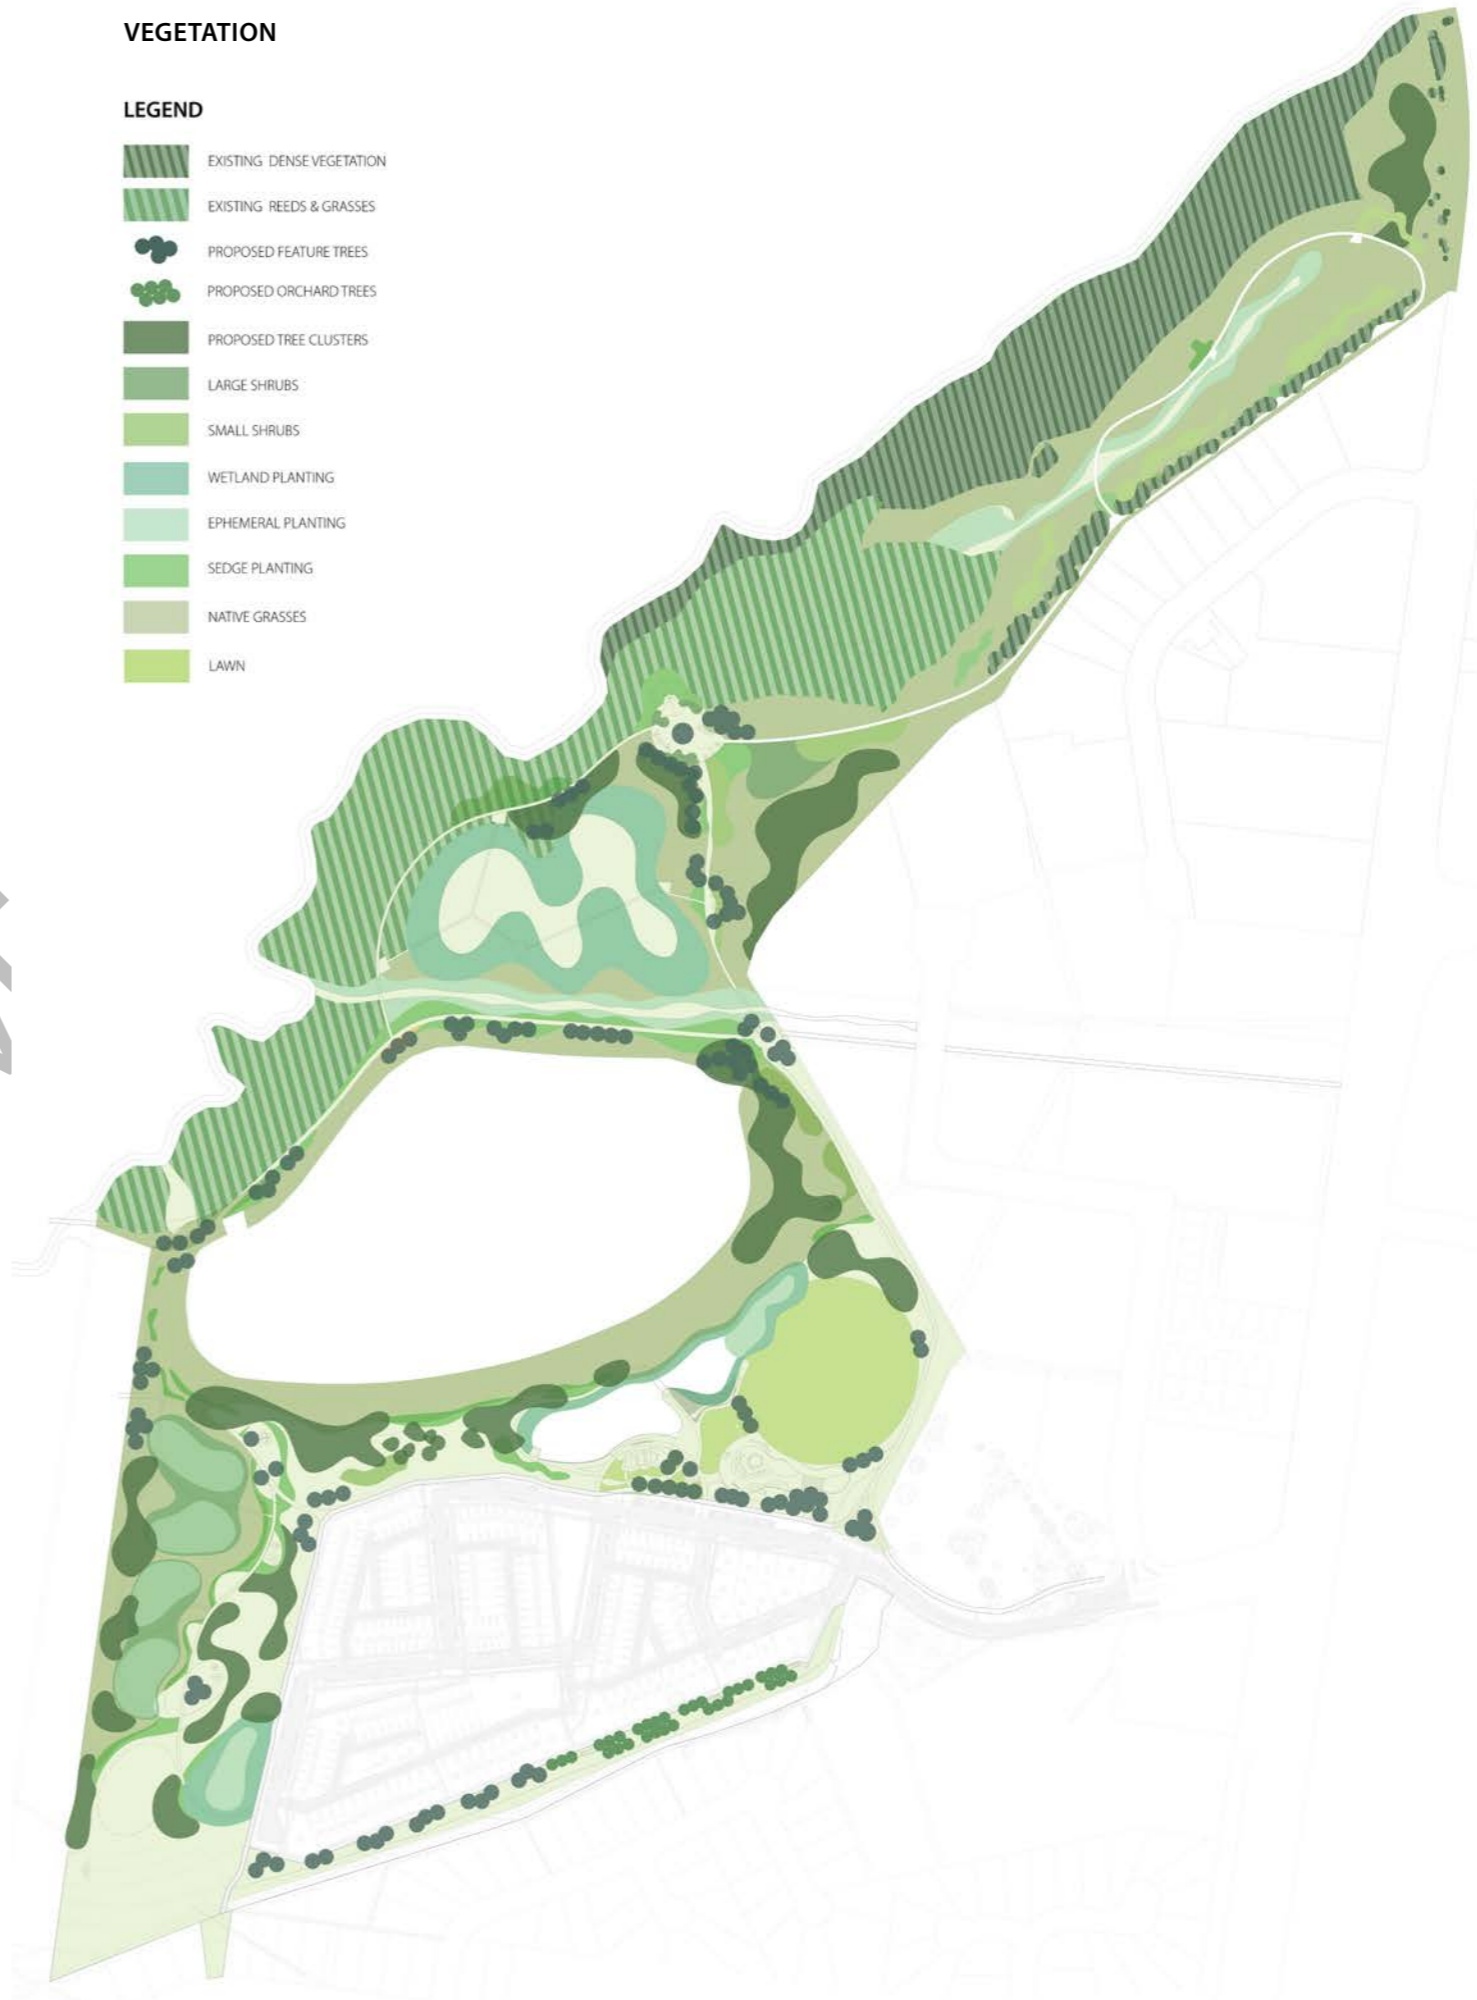 VEGETATION
LEGEND
EXISTING DENSE VEGETATION
EXISTING REEDS & GRASSES
PROPOSED FEATURE TREES
PROPOSED ORCHARD TREES
PROPOSED TREE CLUSTERS
LARGE SHRUBS
SMALL SHRUBS
WETLAND PLANTING
EPHEMERAL PLANTING
SEDGE PLANTING
NATIVE GRASSES
LAWN